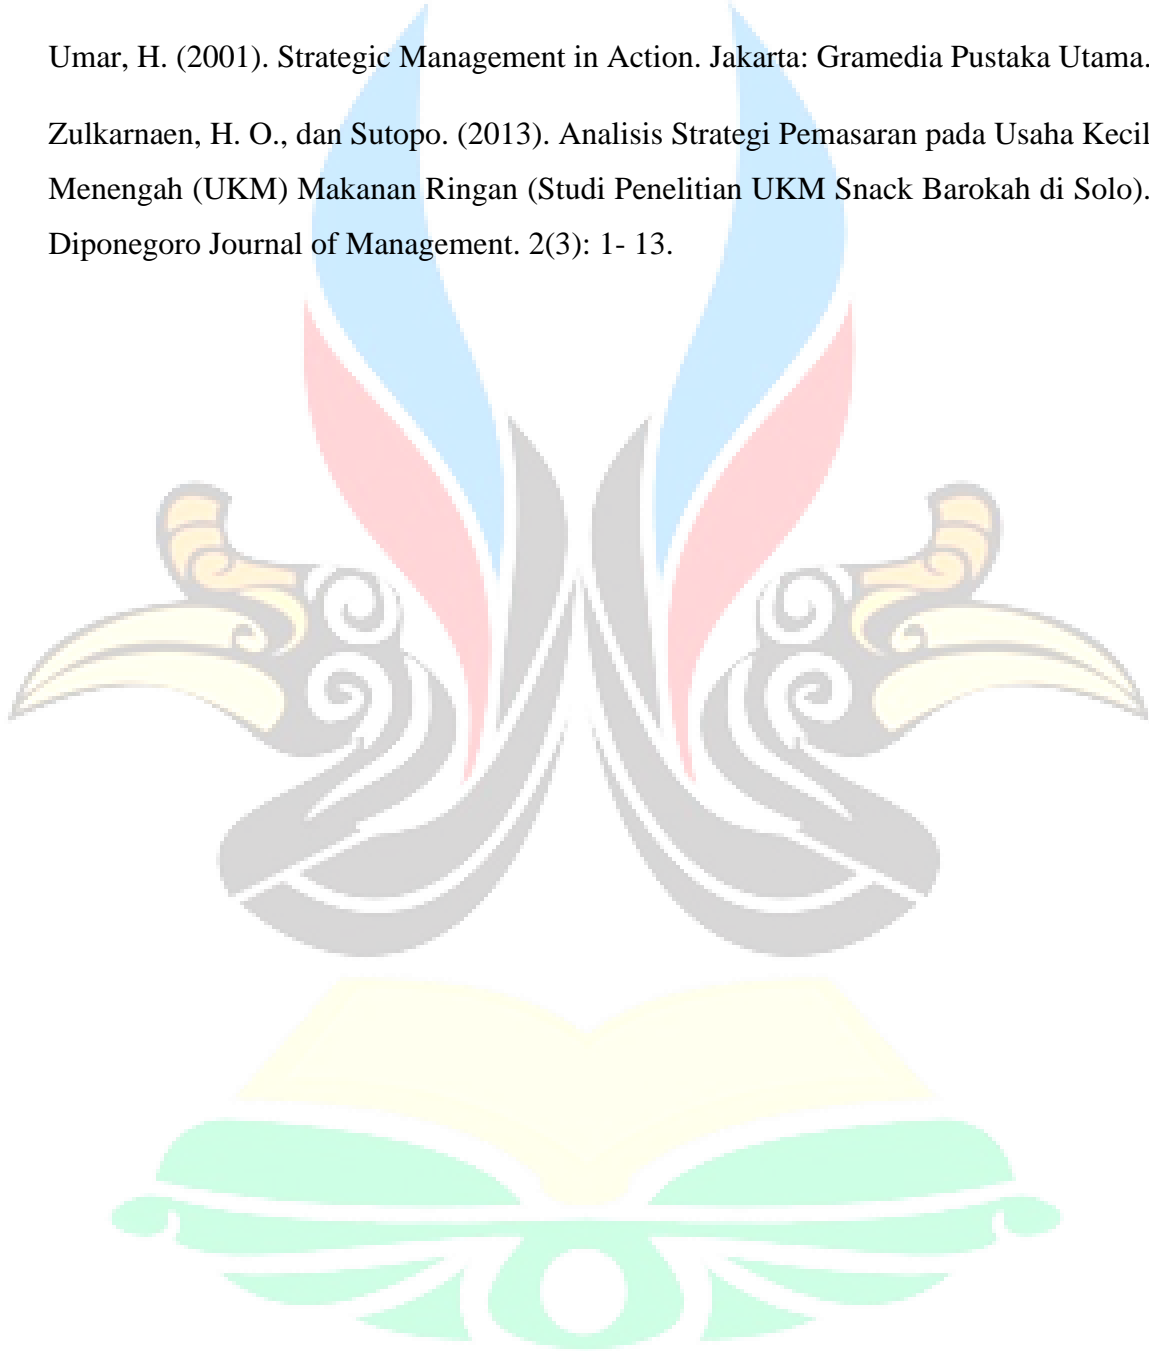 Umar, H. (2001). Strategic Management in Action. Jakarta: Gramedia Pustaka Utama.
Zulkarnaen, H. O., dan Sutopo. (2013). Analisis Strategi Pemasaran pada Usaha Kecil
Menengah (UKM) Makanan Ringan (Studi Penelitian UKM Snack Barokah di Solo).
Diponegoro Journal of Management. 2(3): 1- 13.